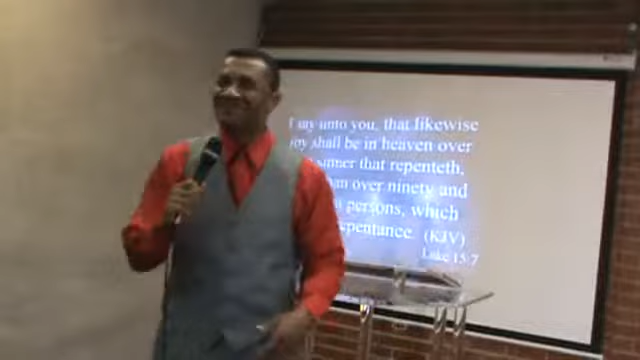 I say unto you, that likewise
joy shall be in heaven over
sinner that repenteth,
than over ninety and
persons, which
repentance. (KJV)
Luke 15:7